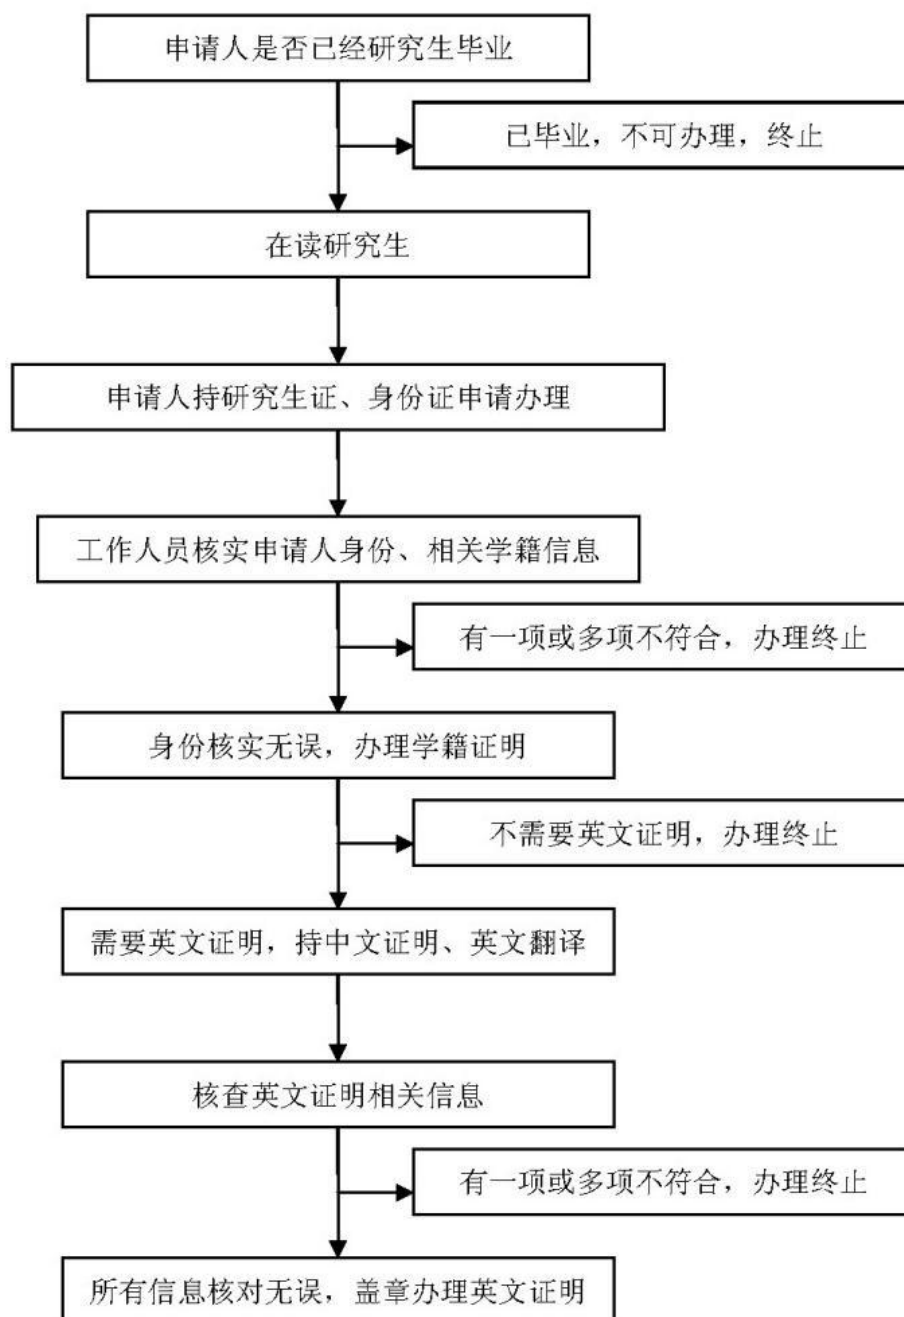 申请人是否已经研究生毕业
已毕业，不可办理，终止
在读研究生
申请人持研究生证、身份证申请办理
工作人员核实申请人身份、相关学籍信息
有一项或多项不符合，办理终止
身份核实无误，办理学籍证明
不需要英文证明，办理终止
需要英文证明，持中文证明、英文翻译
核查英文证明相关信息
有一项或多项不符合，办理终止
所有信息核对无误，盖章办理英文证明